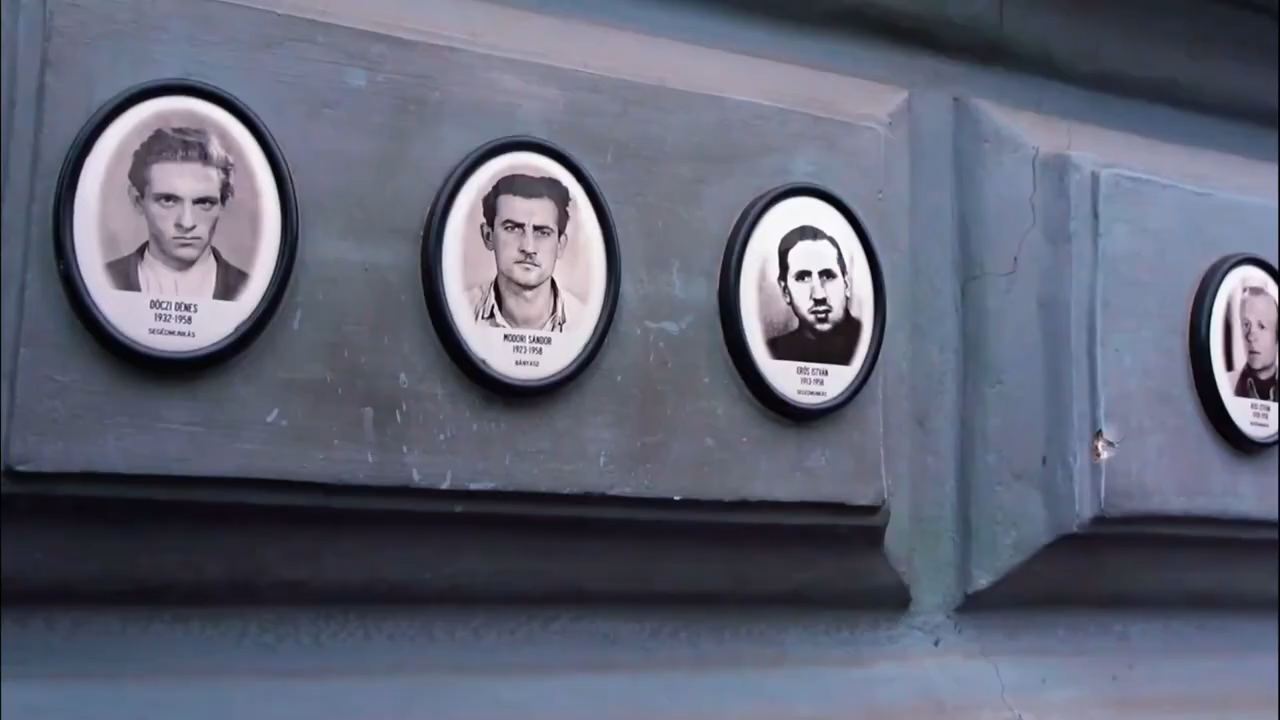 DÓCZI DÉNES
1932-1958
SEGÉDMUNKÁS
MODORI SÁNDOR
1923-1958
BÁNYÁSZ
ERŐS ISTVÁN
1913-1958
SEGÉDMUNKÁS